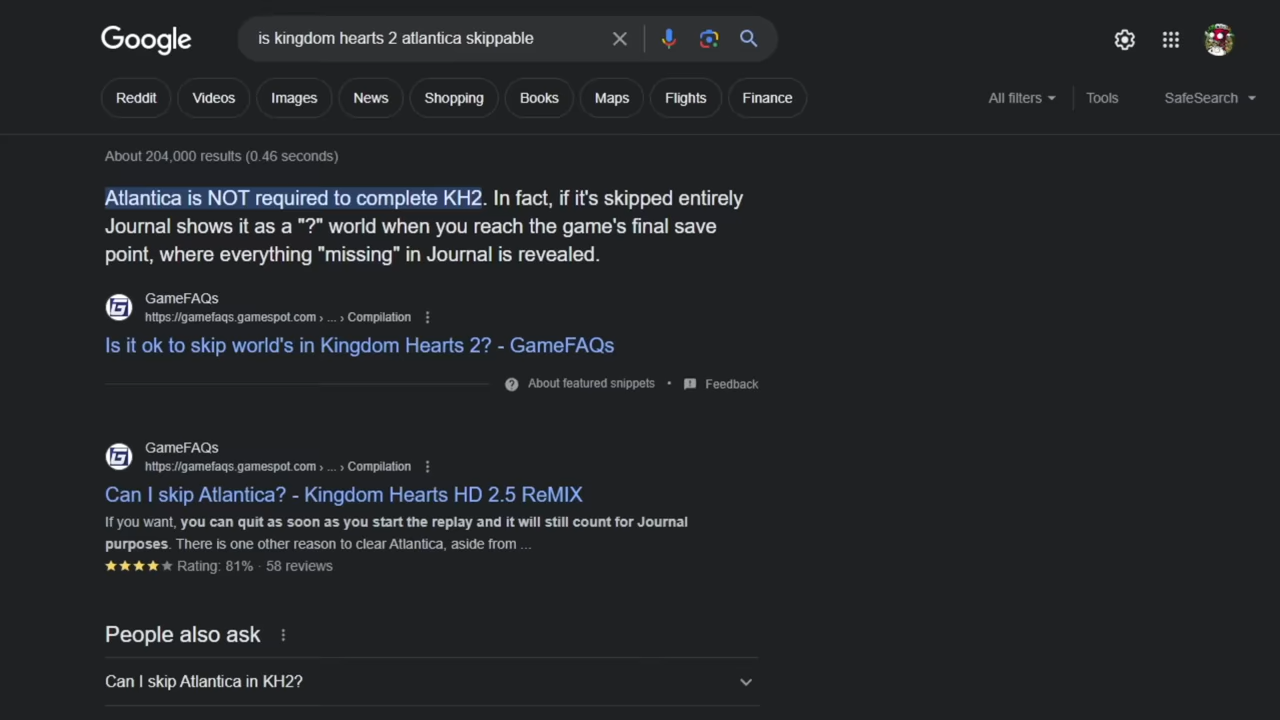 Google
is kingdom hearts 2 atlantica skippable
Reddit
Videos
Images
News
Shopping
Books
Maps
Flights
Finance
All filters
Tools
SafeSearch
About 204,000 results (0.46 seconds)
Atlantica is NOT required to complete KH2. In fact, if it's skipped entirely
Journal shows it as a "?" world when you reach the game's final save
point, where everything "missing" in Journal is revealed.
GameFAQs
https://gamefaqs.gamespot.com › ... › Compilation
Is it ok to skip world's in Kingdom Hearts 2? - GameFAQs
About featured snippets • Feedback
GameFAQs
https://gamefaqs.gamespot.com › ... › Compilation
Can I skip Atlantica? - Kingdom Hearts HD 2.5 ReMIX
If you want, you can quit as soon as you start the replay and it will still count for Journal
purposes. There is one other reason to clear Atlantica, aside from ...
Rating: 81% · 58 reviews
People also ask
Can I skip Atlantica in KH2?